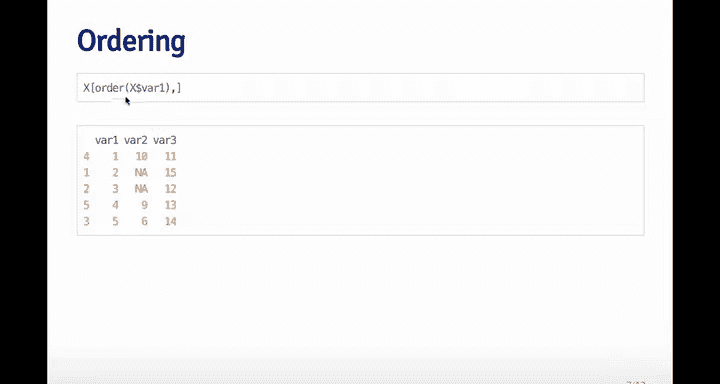 Ordering
X[order(X$var1),]
var1 var2 var3
4 1 10 11
1 2 NA 15
2 3 NA 12
5 4 9 13
3 5 6 14